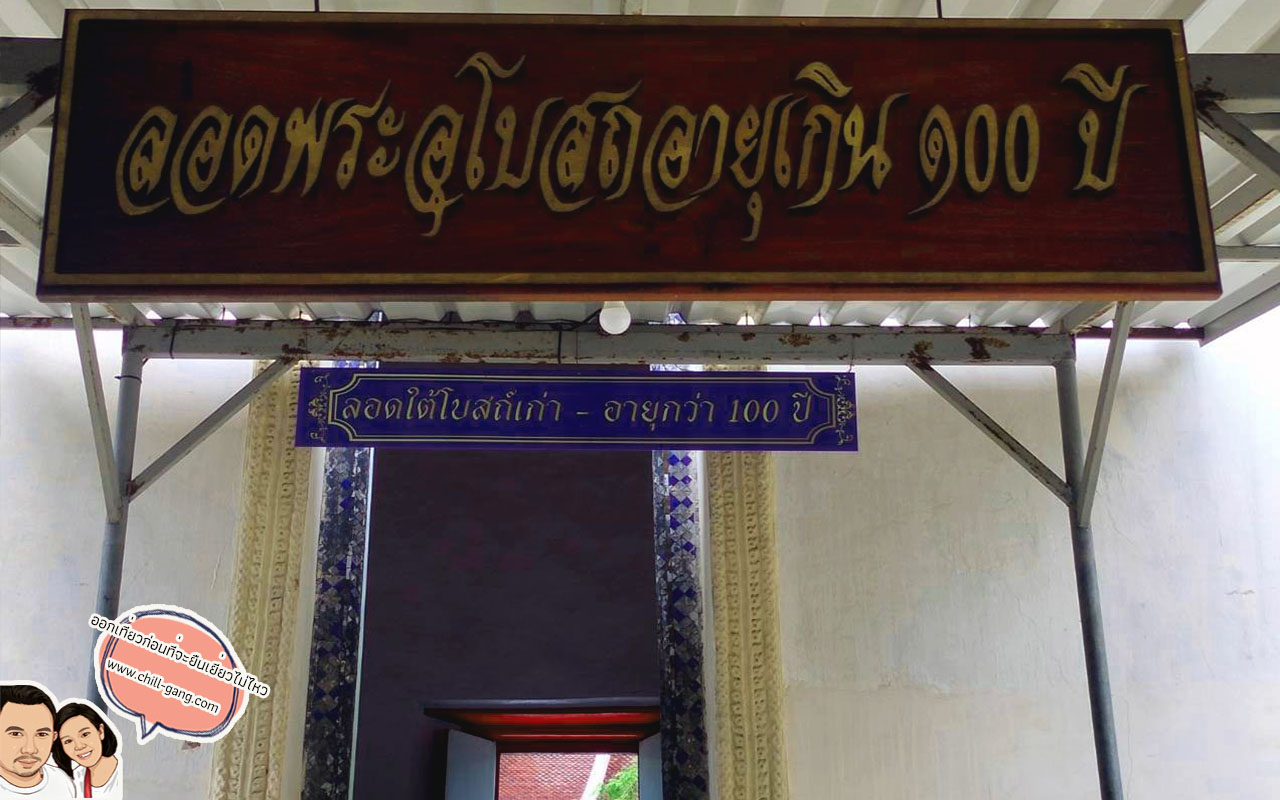 ลอดพระอุโบสถอายุเกิน ๑๐๐ ปี
ลอดใต้โบสถ์เก่า - อายุกว่า 100 ปี
ออกเที่ยวก่อนที่จะยืนเยี่ยวไม่ไหว
www.chill-gang.com